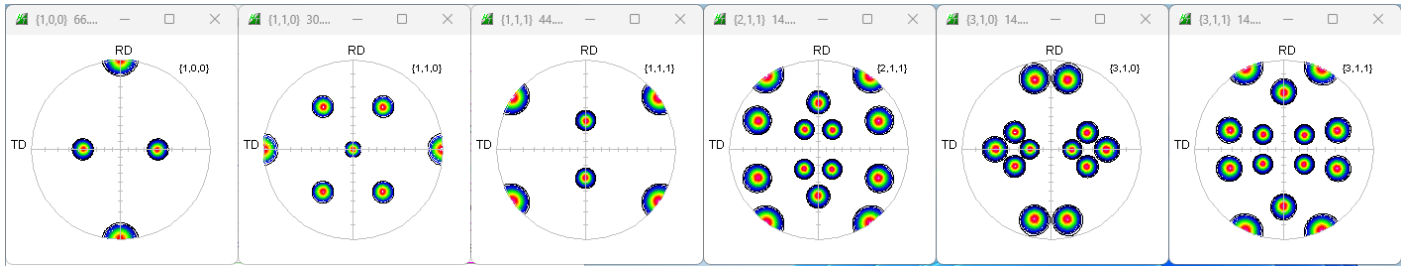 {1,0,0} 66....
{1,1,0} 30....
{1,1,1} 44....
{2,1,1} 14....
{3,1,0} 14....
{3,1,1} 14....
RD
{1,0,0}
TD
RD
{1,1,0}
TD
RD
{1,1,1}
TD
RD
{2,1,1}
TD
RD
{3,1,0}
TD
RD
{3,1,1}
TD